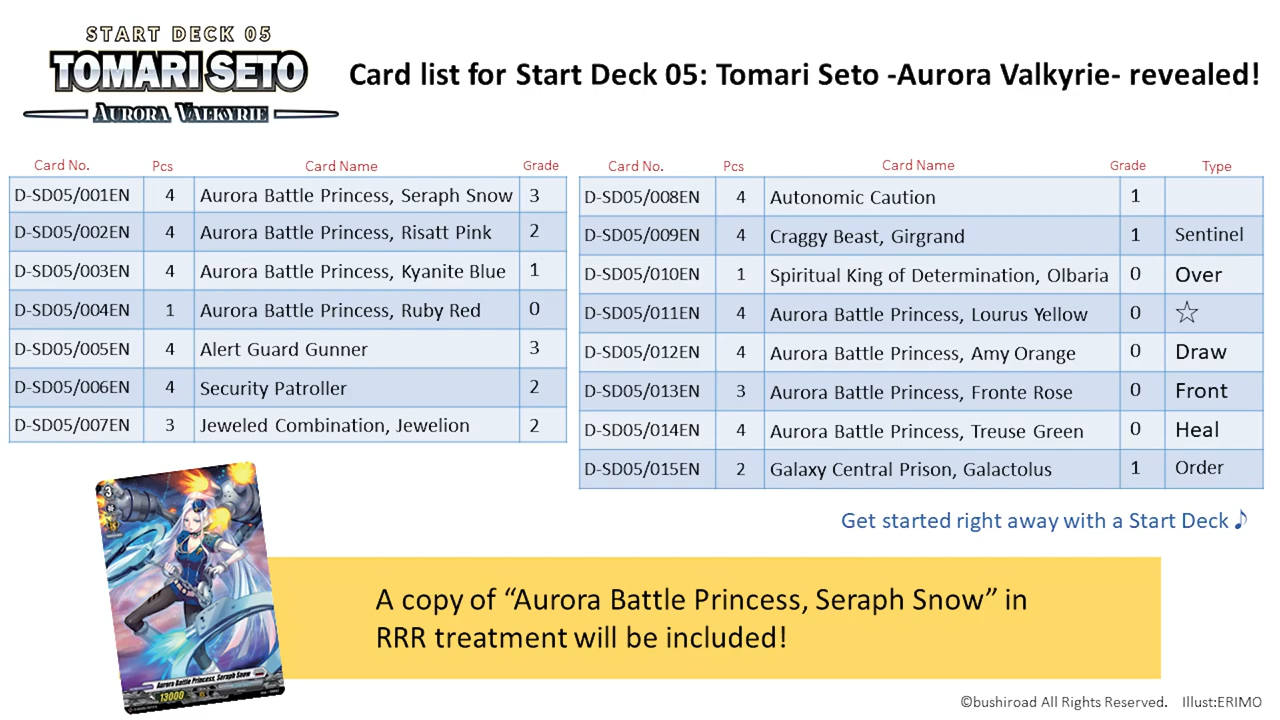 START DECK 05
TOMARI SETO
AURORA VALKYRIE
Card list for Start Deck 05: Tomari Seto -Aurora Valkyrie- revealed!
Card No. Pcs Card Name Grade
D-SD05/001EN 4 Aurora Battle Princess, Seraph Snow 3
D-SD05/002EN 4 Aurora Battle Princess, Risatt Pink 2
D-SD05/003EN 4 Aurora Battle Princess, Kyanite Blue 1
D-SD05/004EN 1 Aurora Battle Princess, Ruby Red 0
D-SD05/005EN 4 Alert Guard Gunner 3
D-SD05/006EN 4 Security Patroller 2
D-SD05/007EN 3 Jeweled Combination, Jewelion 2
Card No. Pcs Card Name Grade Type
D-SD05/008EN 4 Autonomic Caution 1
D-SD05/009EN 4 Craggy Beast, Girgrand 1 Sentinel
D-SD05/010EN 1 Spiritual King of Determination, Olbaria 0 Over
D-SD05/011EN 4 Aurora Battle Princess, Lourus Yellow 0 ☆
D-SD05/012EN 4 Aurora Battle Princess, Amy Orange 0 Draw
D-SD05/013EN 3 Aurora Battle Princess, Fronte Rose 0 Front
D-SD05/014EN 4 Aurora Battle Princess, Treuse Green 0 Heal
D-SD05/015EN 2 Galaxy Central Prison, Galactolus 1 Order
Get started right away with a Start Deck ♪
3
Aurora Battle Princess, Seraph Snow
13000
A copy of “Aurora Battle Princess, Seraph Snow” in
RRR treatment will be included!
©bushiroad All Rights Reserved. Illust:ERIMO